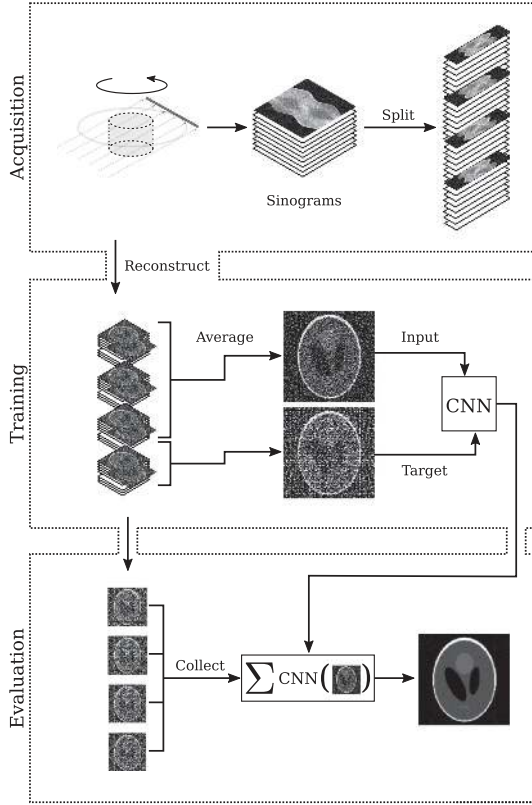 Acquisition
Split
Sinograms
Reconstruct
Training
Average
Input
CNN
Target
Evaluation
Collect
∑ CNN( )